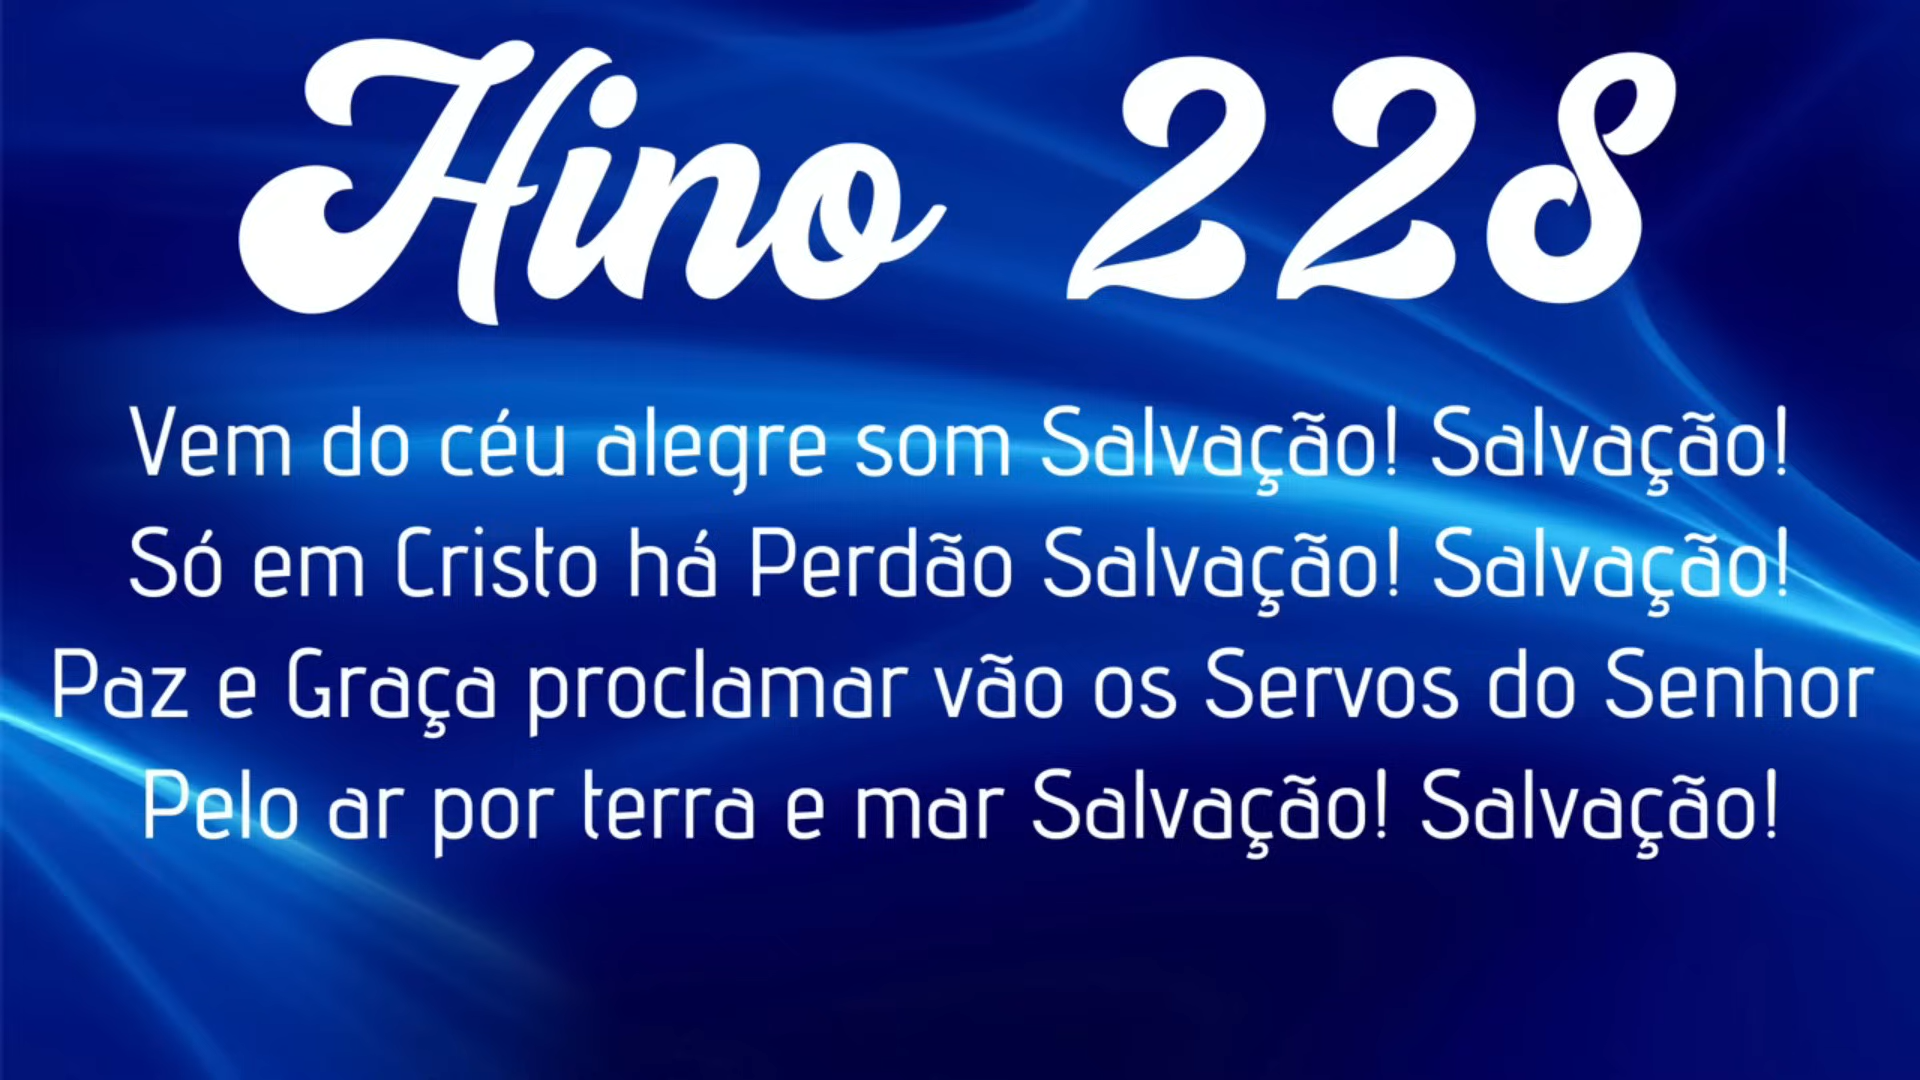 Hino 228
Vem do céu alegre som Salvação! Salvação!
Só em Cristo há Perdão Salvação! Salvação!
Paz e Graça proclamar vão os Servos do Senhor
Pelo ar por terra e mar Salvação! Salvação!